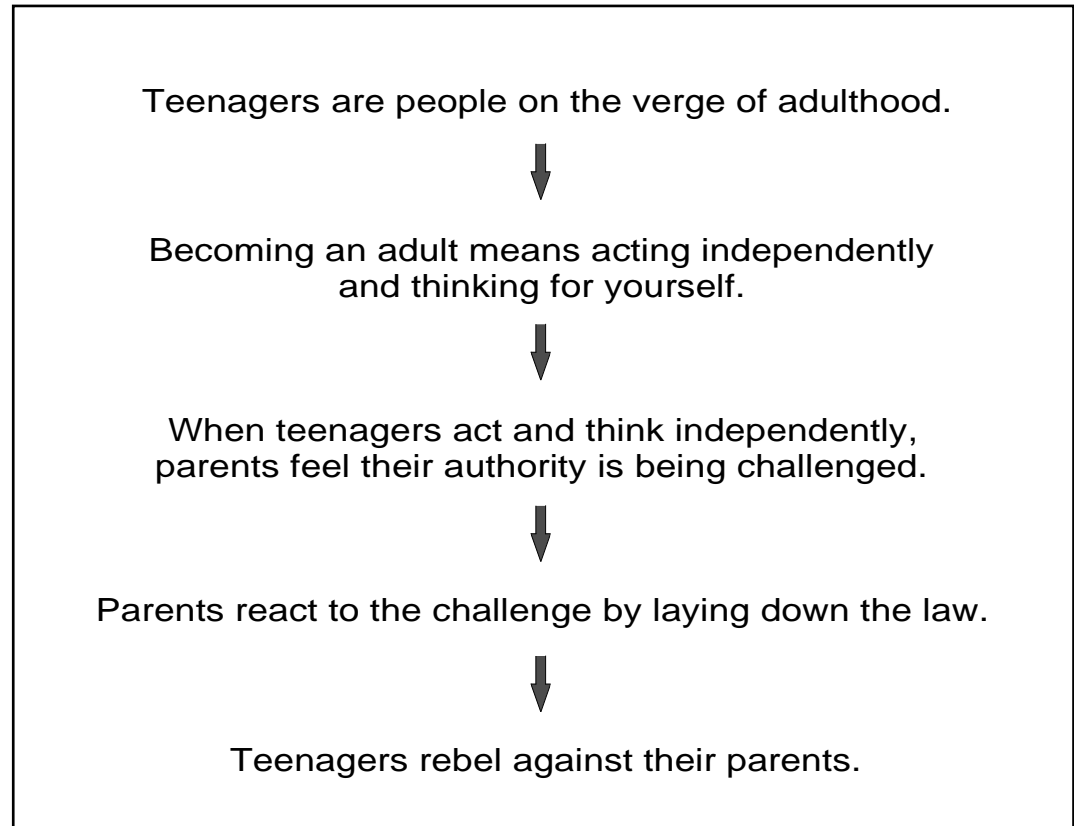 Teenagers are people on the verge of adulthood.
Becoming an adult means acting independently
and thinking for yourself.
When teenagers act and think independently,
parents feel their authority is being challenged.
Parents react to the challenge by laying down the law.
Teenagers rebel against their parents.